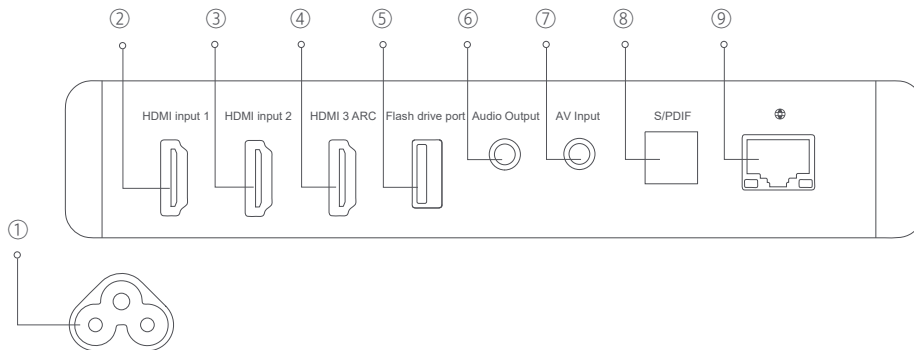 ② ③ ④ ⑤ ⑥ ⑦ ⑧ ⑨
HDMI input 1 HDMI input 2 HDMI 3 ARC Flash drive port Audio Output AV Input S/PDIF
①